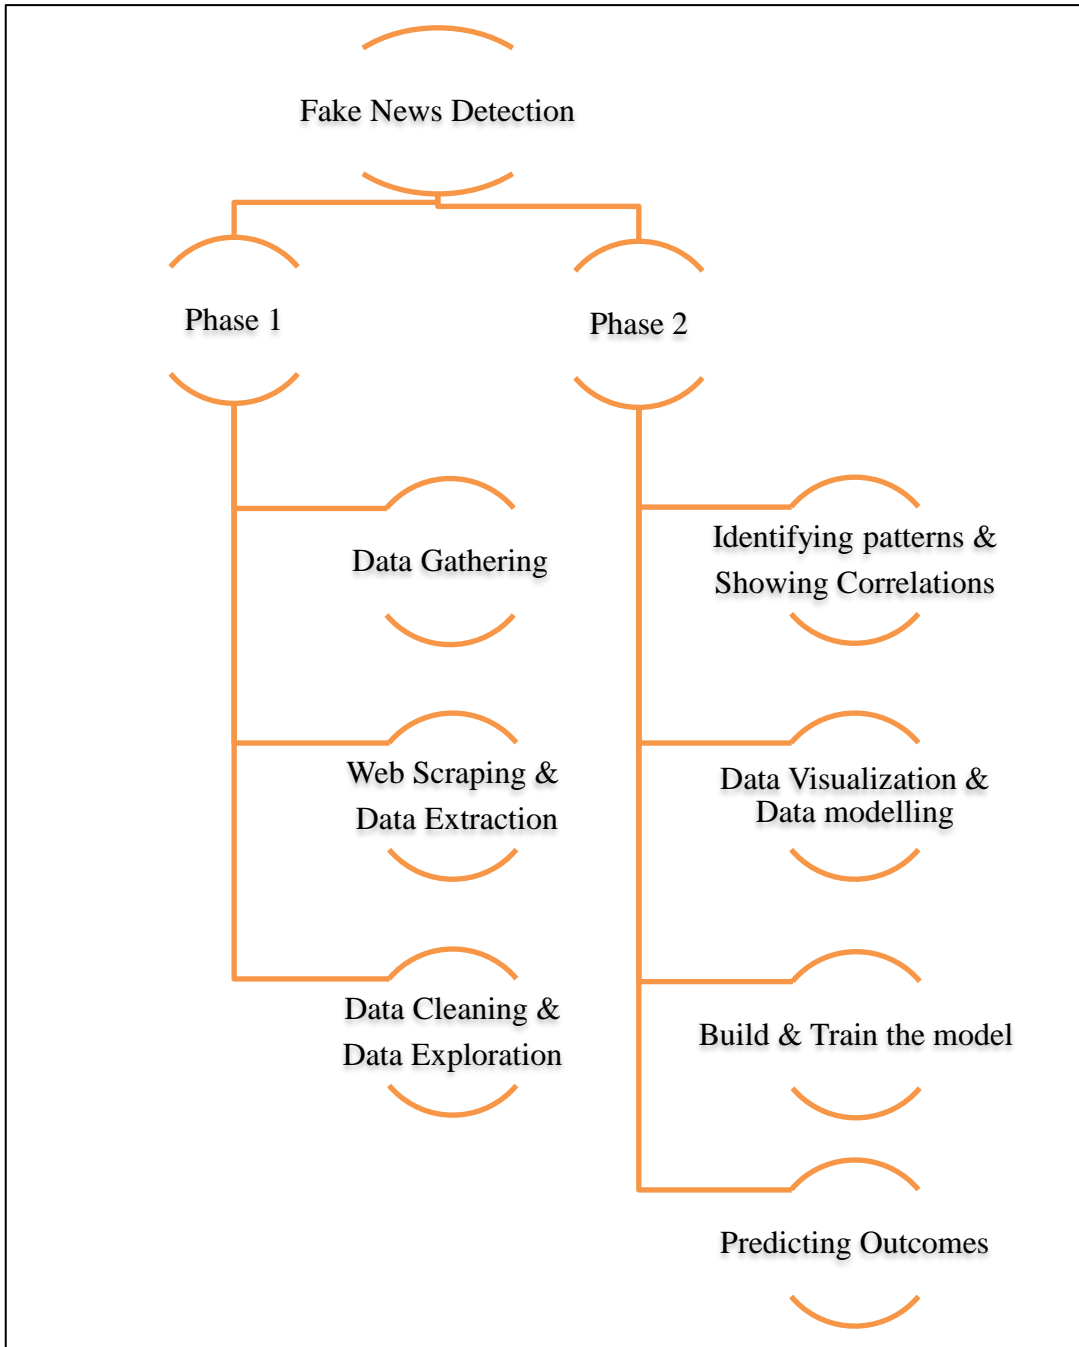 Fake News Detection
Phase 1
Phase 2
Data Gathering
Web Scraping &
Data Extraction
Data Cleaning &
Data Exploration
Identifying patterns &
Showing Correlations
Data Visualization &
Data modelling
Build & Train the model
Predicting Outcomes